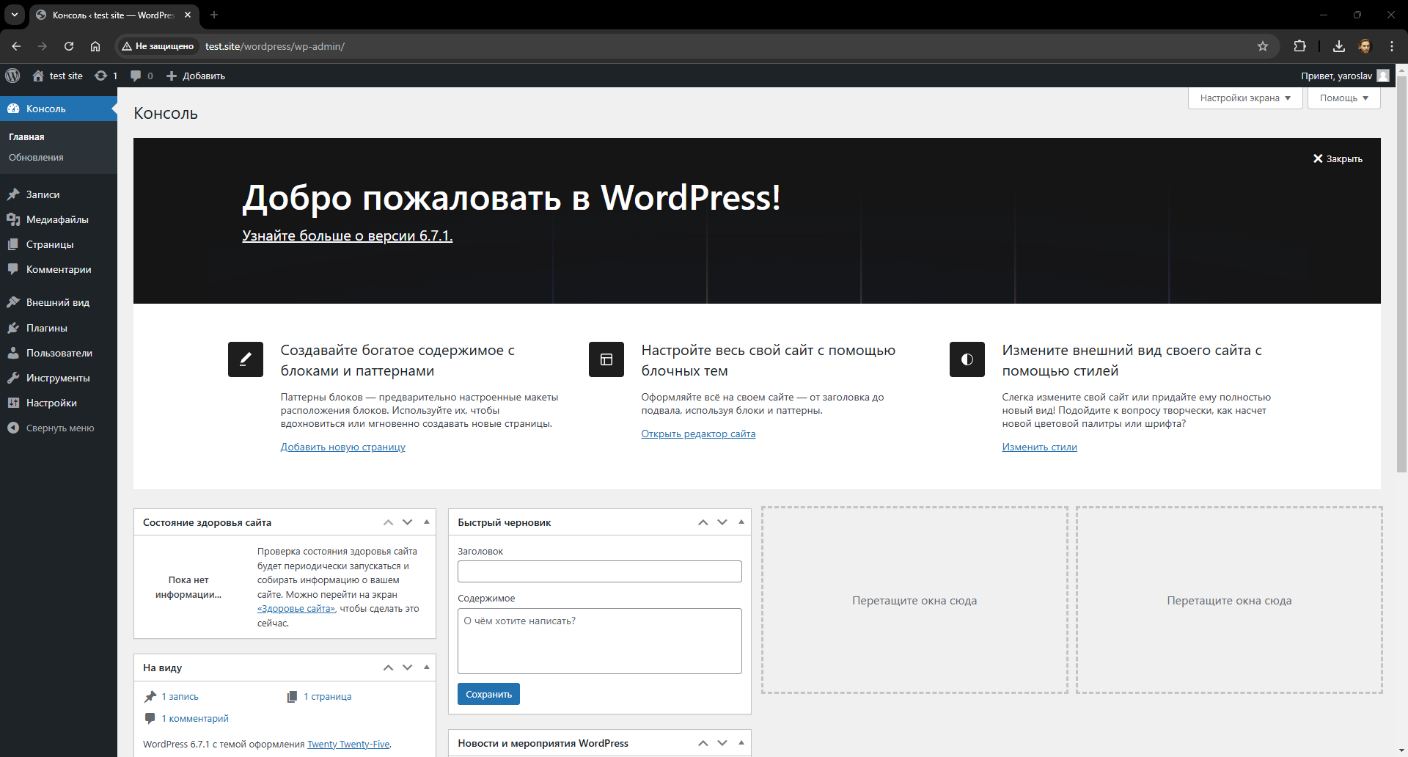 Консоль ‹ test site — WordPres
Не защищено
test.site/wordpress/wp-admin/
test site
1
0
Добавить
Привет, yaroslav
Консоль
Главная
Обновления
Записи
Медиафайлы
Страницы
Комментарии
Внешний вид
Плагины
Пользователи
Инструменты
Настройки
Свернуть меню
Настройки экрана
Помощь
Консоль
Закрыть
Добро пожаловать в WordPress!
Узнайте больше о версии 6.7.1.
Создавайте богатое содержимое с
блоками и паттернами
Паттерны блоков — предварительно настроенные макеты
расположения блоков. Используйте их, чтобы
вдохновиться или мгновенно создавать новые страницы.
Добавить новую страницу
Настройте весь свой сайт с помощью
блочных тем
Оформляйте всё на своем сайте — от заголовка до
подвала, используя блоки и паттерны.
Открыть редактор сайта
Измените внешний вид своего сайта с
помощью стилей
Слегка измените свой сайт или придайте ему полностью
новый вид! Подойдите к вопросу творчески, как насчет
новой цветовой палитры или шрифта?
Изменить стили
Состояние здоровья сайта
Пока нет
информации...
Проверка состояния здоровья сайта
будет периодически запускаться и
собирать информацию о вашем
сайте. Можно перейти на экран
«Здоровье сайта», чтобы сделать это
сейчас.
На виду
1 запись
1 страница
1 комментарий
WordPress 6.7.1 с темой оформления Twenty Twenty-Five.
Быстрый черновик
Заголовок
Содержимое
О чём хотите написать?
Сохранить
Новости и мероприятия WordPress
Перетащите окна сюда
Перетащите окна сюда